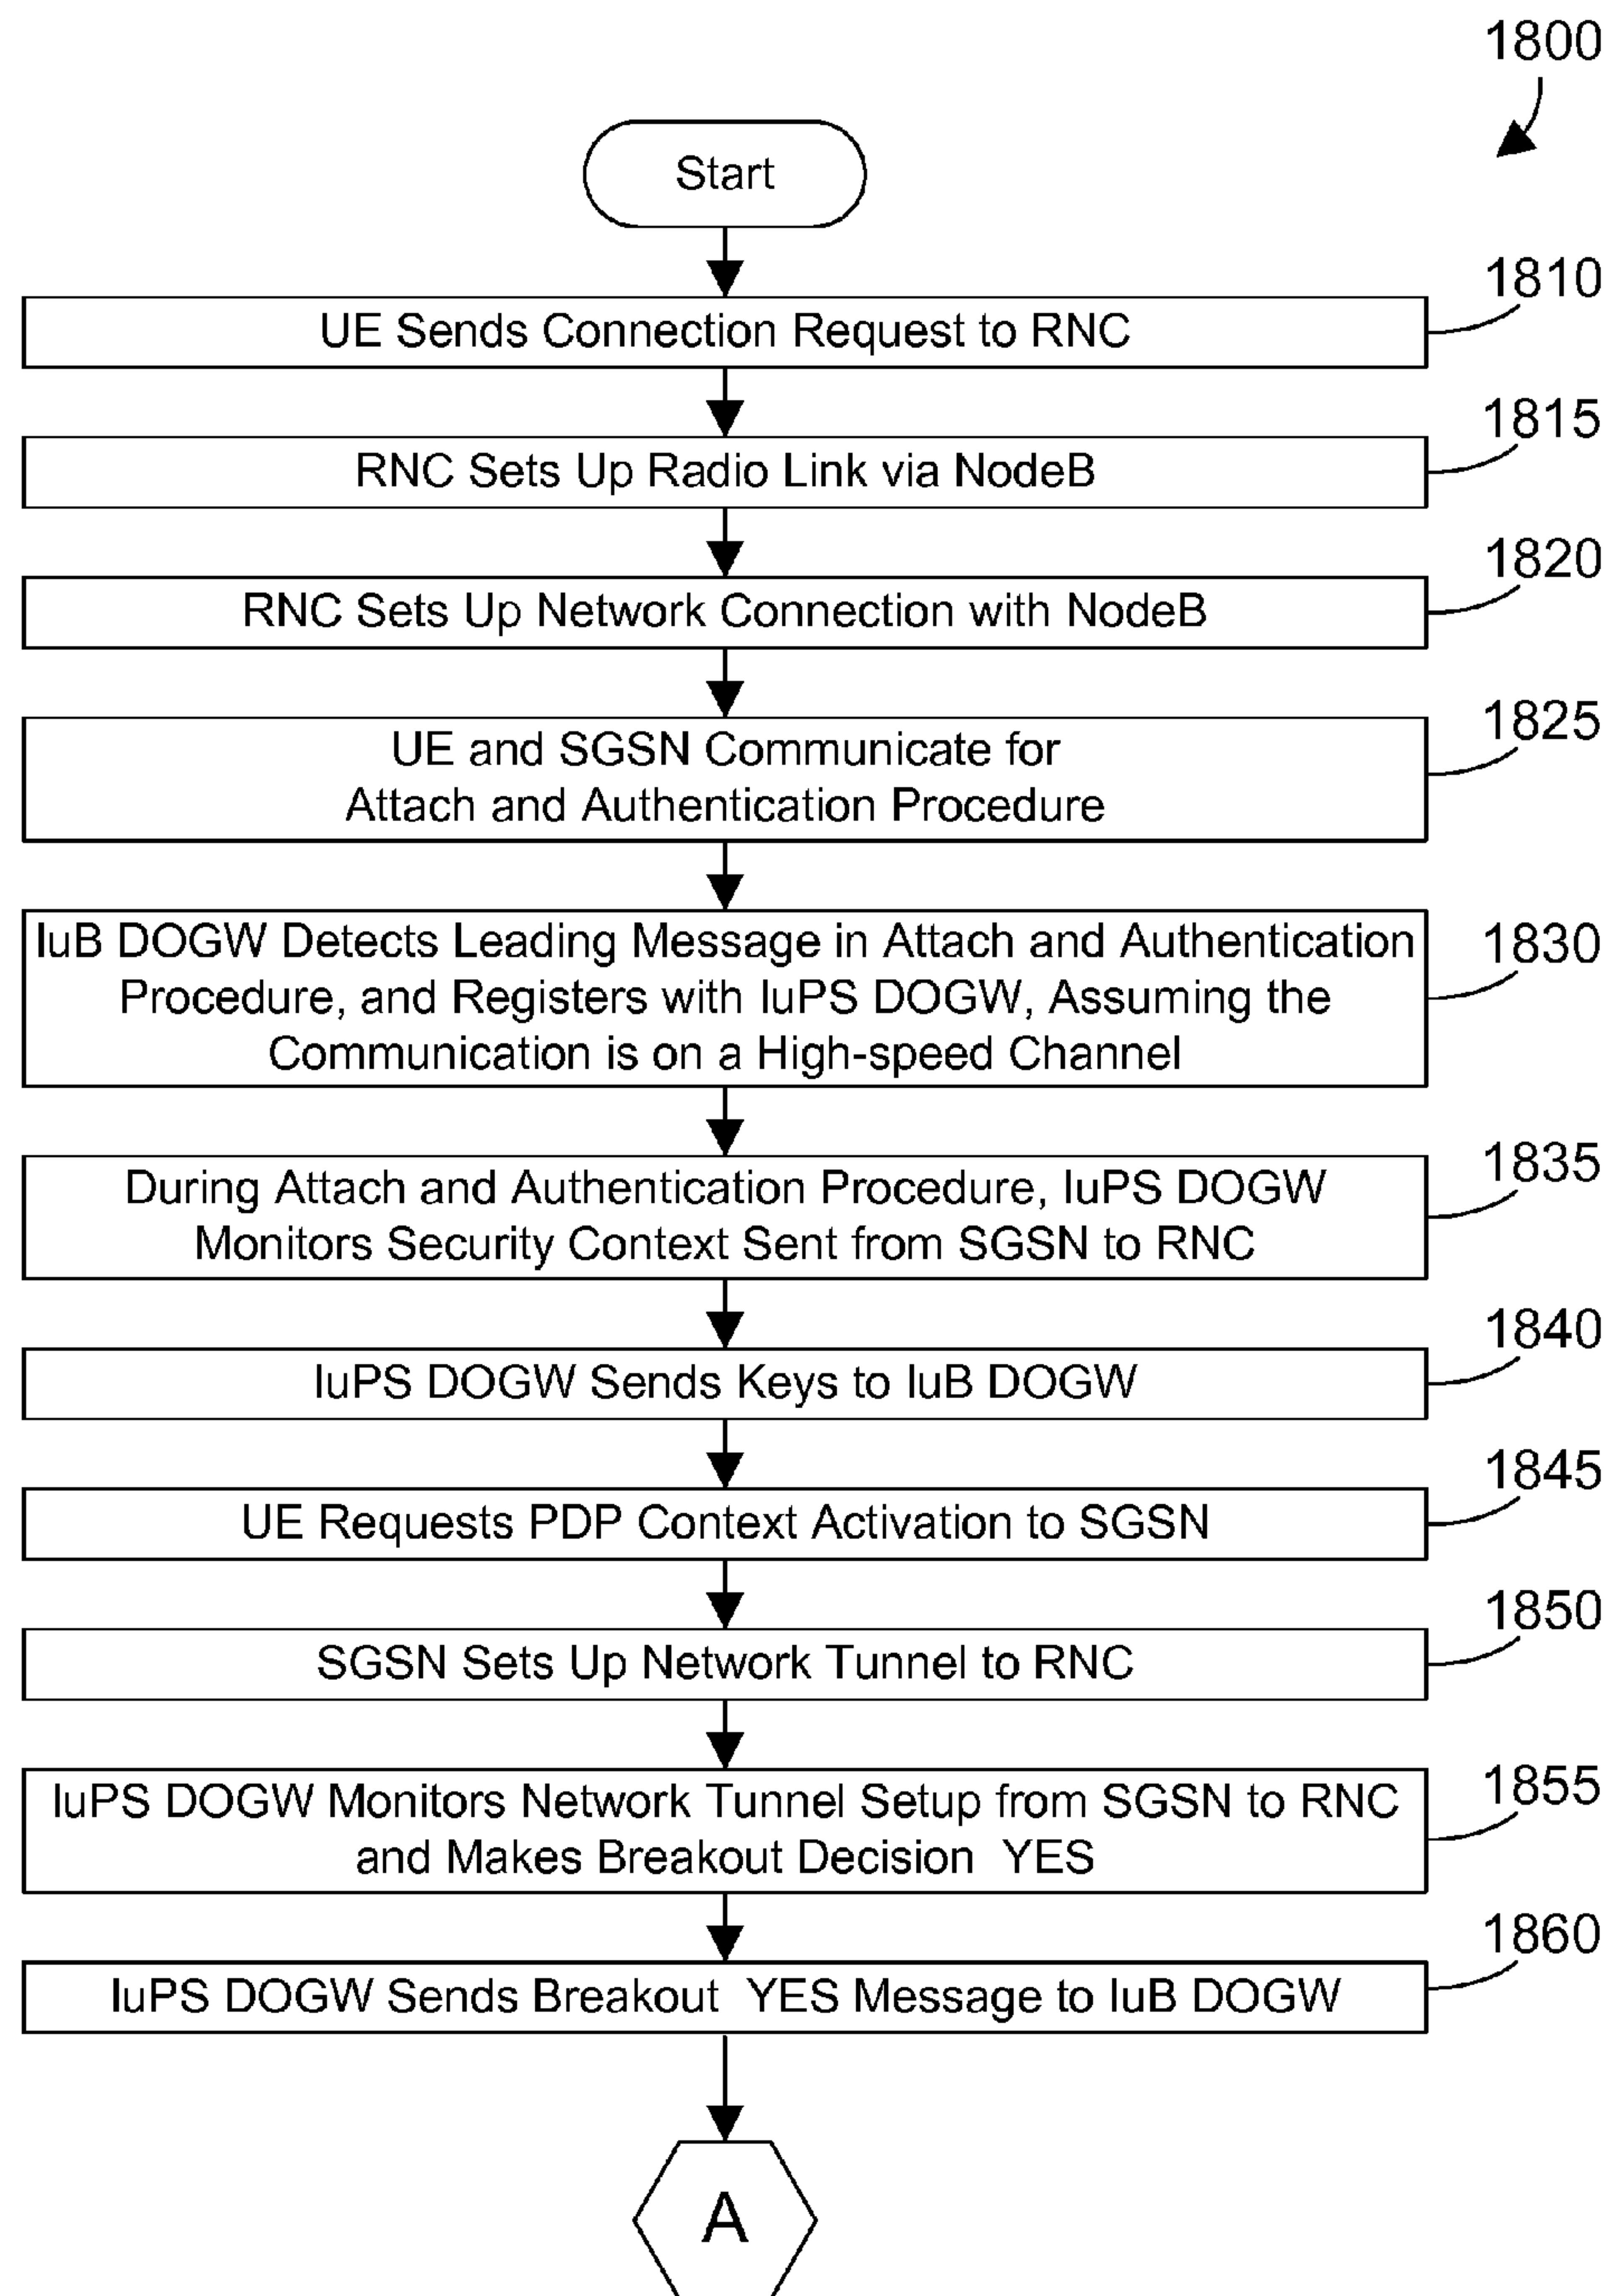 1800
Start
1810
UE Sends Connection Request to RNC
1815
RNC Sets Up Radio Link via NodeB
1820
RNC Sets Up Network Connection with NodeB
1825
UE and SGSN Communicate for
Attach and Authentication Procedure
1830
IuB DOGW Detects Leading Message in Attach and Authentication
Procedure, and Registers with IuPS DOGW, Assuming the
Communication is on a High-speed Channel
1835
During Attach and Authentication Procedure, IuPS DOGW
Monitors Security Context Sent from SGSN to RNC
1840
IuPS DOGW Sends Keys to IuB DOGW
1845
UE Requests PDP Context Activation to SGSN
1850
SGSN Sets Up Network Tunnel to RNC
1855
IuPS DOGW Monitors Network Tunnel Setup from SGSN to RNC
and Makes Breakout Decision YES
1860
IuPS DOGW Sends Breakout YES Message to IuB DOGW
A